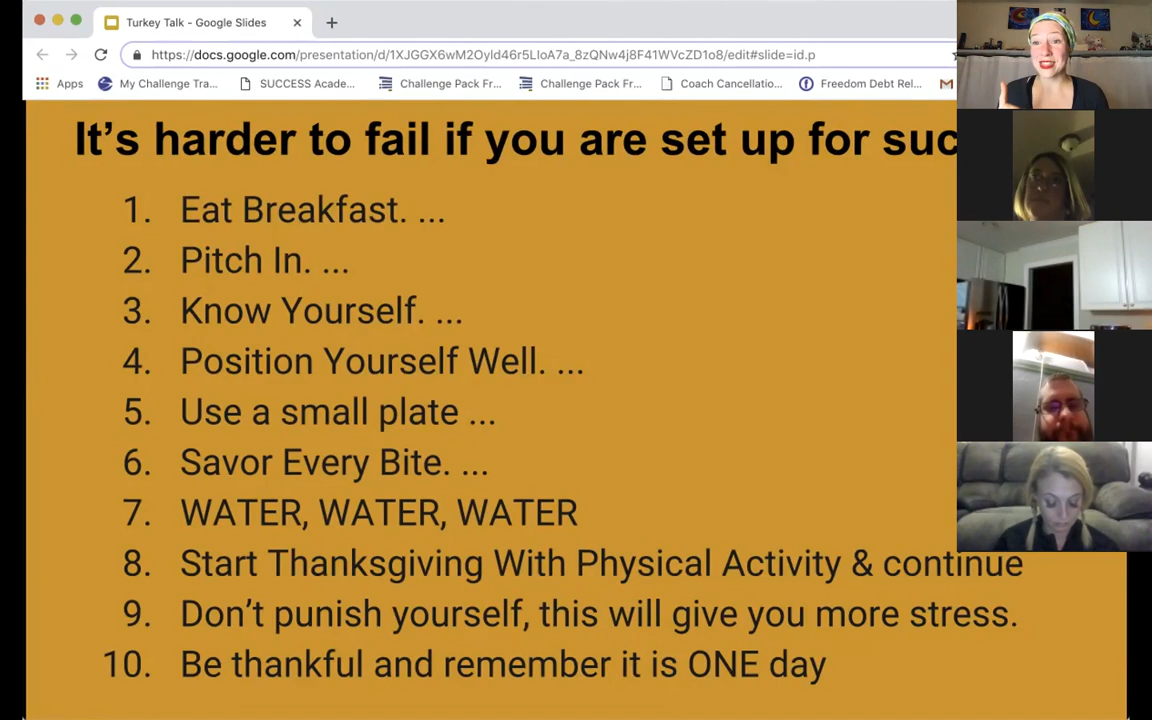 Turkey Talk - Google Slides
https://docs.google.com/presentation/d/1XJGGX6wM2Oyld46r5LloA7a_8zQNw4j8F41WVcZD1o8/edit#slide=id.p
Apps My Challenge Tra... SUCCESS Acade... Challenge Pack Fr... Challenge Pack Fr... Coach Cancellatio... Freedom Debt Rel...
It's harder to fail if you are set up for suc
1. Eat Breakfast. ...
2. Pitch In. ...
3. Know Yourself. ...
4. Position Yourself Well. ...
5. Use a small plate ...
6. Savor Every Bite. ...
7. WATER, WATER, WATER
8. Start Thanksgiving With Physical Activity & continue
9. Don't punish yourself, this will give you more stress.
10. Be thankful and remember it is ONE day